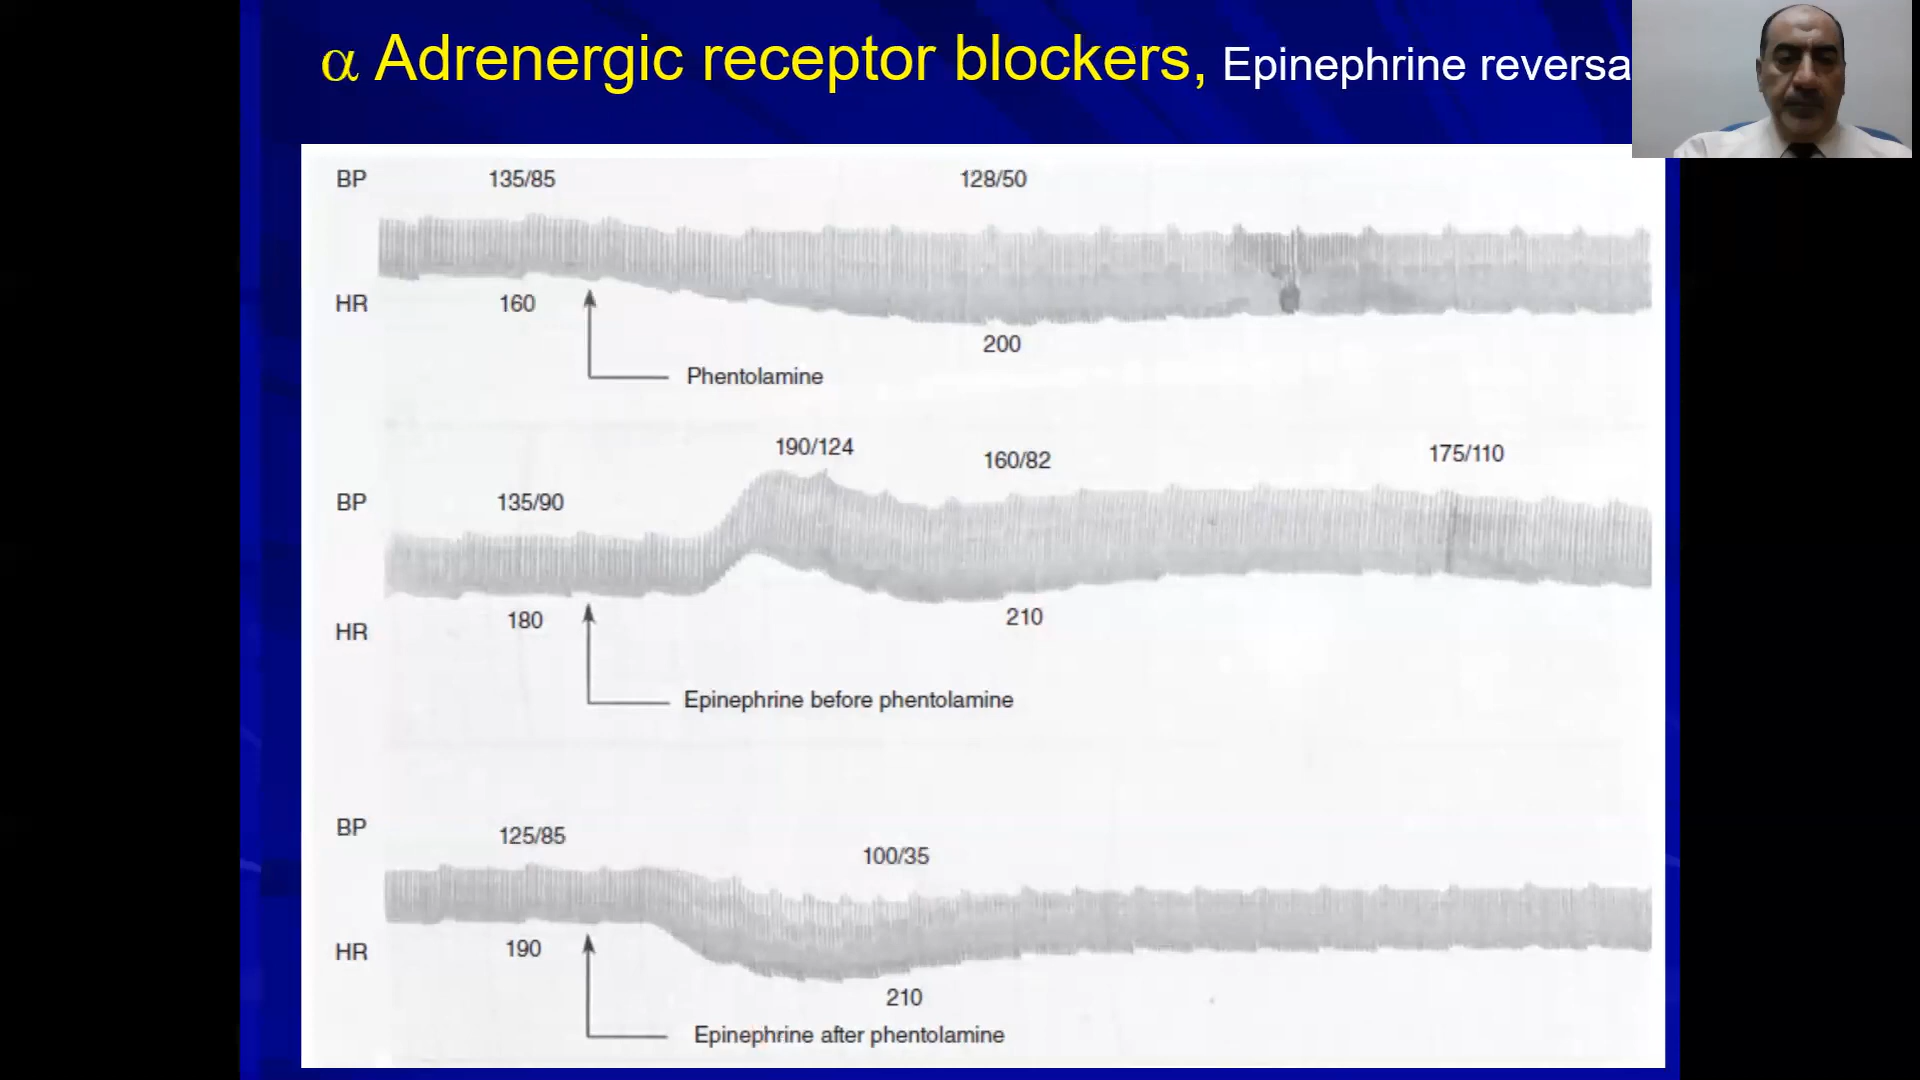 α Adrenergic receptor blockers, Epinephrine reversa
BP 135/85 128/50
HR 160 200
Phentolamine
190/124 160/82 175/110
BP 135/90
HR 180 210
Epinephrine before phentolamine
BP 125/85 100/35
HR 190 210
Epinephrine after phentolamine